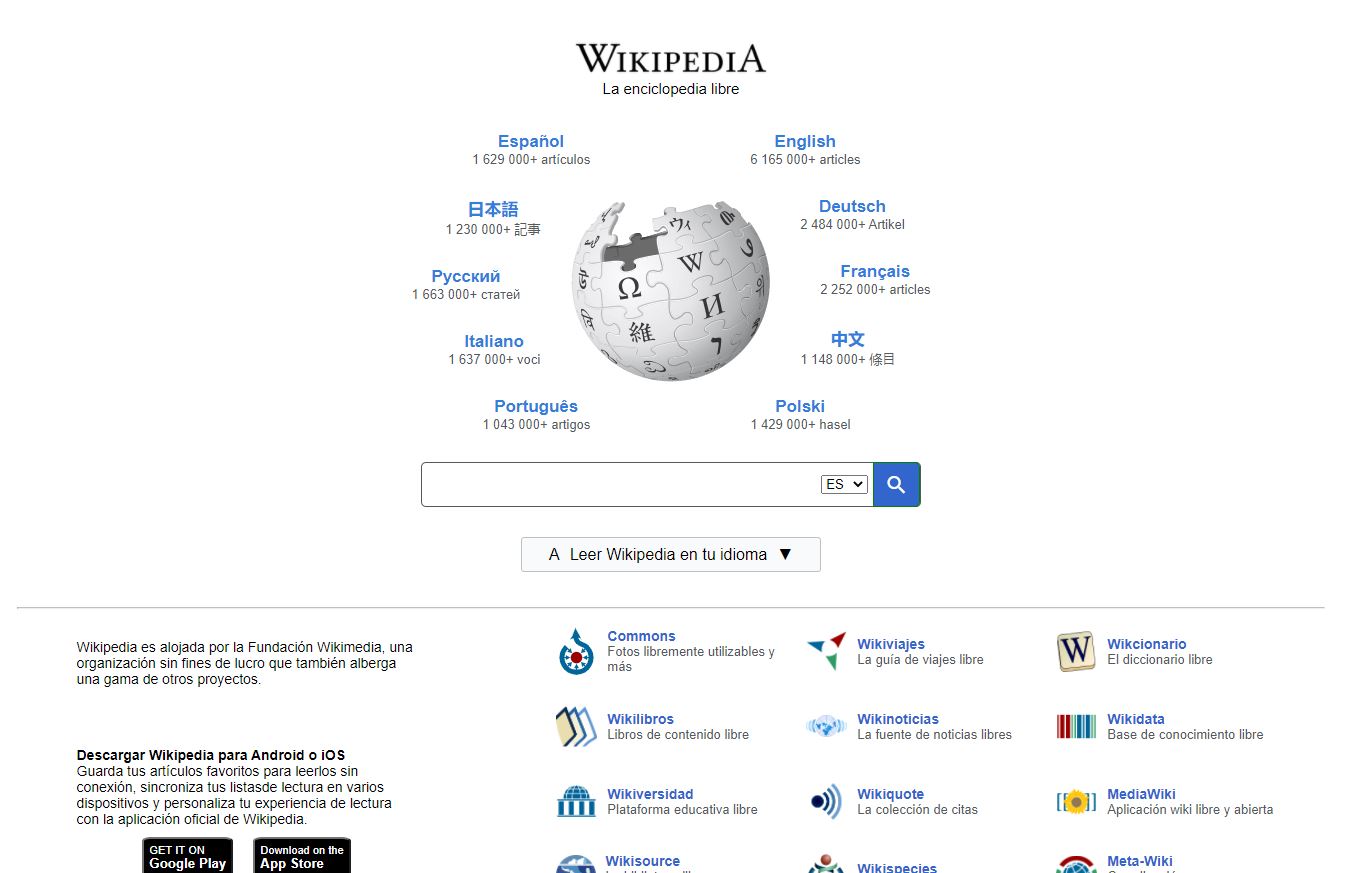 WIKIPEDIA
La enciclopedia libre
Español
1 629 000+ artículos
English
6 165 000+ articles
日本語
1 230 000+ 記事
Deutsch
2 484 000+ Artikel
Русский
1 663 000+ статей
Français
2 252 000+ articles
Italiano
1 637 000+ voci
中文
1 148 000+ 條目
Português
1 043 000+ artigos
Polski
1 429 000+ hasel
Ω
W
И
維
ウィ
ES
A Leer Wikipedia en tu idioma ▼
Wikipedia es alojada por la Fundación Wikimedia, una
organización sin fines de lucro que también alberga
una gama de otros proyectos.
Descargar Wikipedia para Android o iOS
Guarda tus artículos favoritos para leerlos sin
conexión, sincroniza tus listasde lectura en varios
dispositivos y personaliza tu experiencia de lectura
con la aplicación oficial de Wikipedia.
GET IT ON
Google Play
Download on the
App Store
Commons
Fotos libremente utilizables y
más
Wikiviajes
La guía de viajes libre
W
Wikcionario
El diccionario libre
Wikilibros
Libros de contenido libre
Wikinoticias
La fuente de noticias libres
Wikidata
Base de conocimiento libre
Wikiversidad
Plataforma educativa libre
Wikiquote
La colección de citas
MediaWiki
Aplicación wiki libre y abierta
Wikisource
Wikispecies
Meta-Wiki